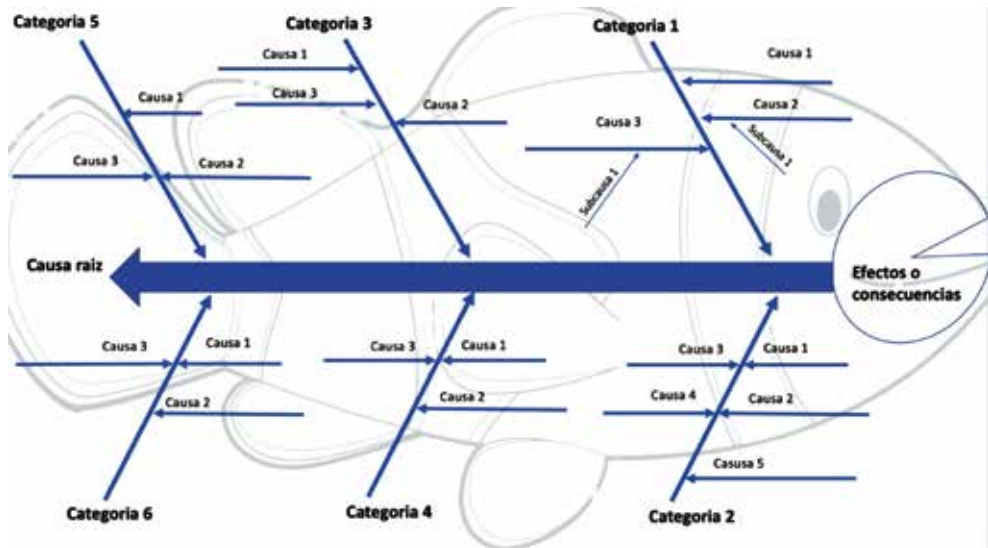 Categoria 5
Categoria 3
Categoria 1
Causa 1
Causa 3
Causa 2
Causa 1
Causa 3
Causa 2
Causa 1
Causa 2
Causa 3
Subcausa 1
Subcausa 1
Causa raiz
Efectos o
consecuencias
Causa 3
Causa 1
Causa 2
Causa 3
Causa 1
Causa 2
Causa 3
Causa 1
Causa 4
Causa 2
Casusa 5
Categoria 6
Categoria 4
Categoria 2